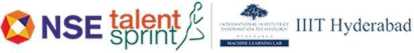 NSE talent
sprint
INTERNATIONAL INSTITUTE OF
INFORMATION TECHNOLOGY
HYDERABAD
MACHINE LEARNING LAB
IIIT Hyderabad